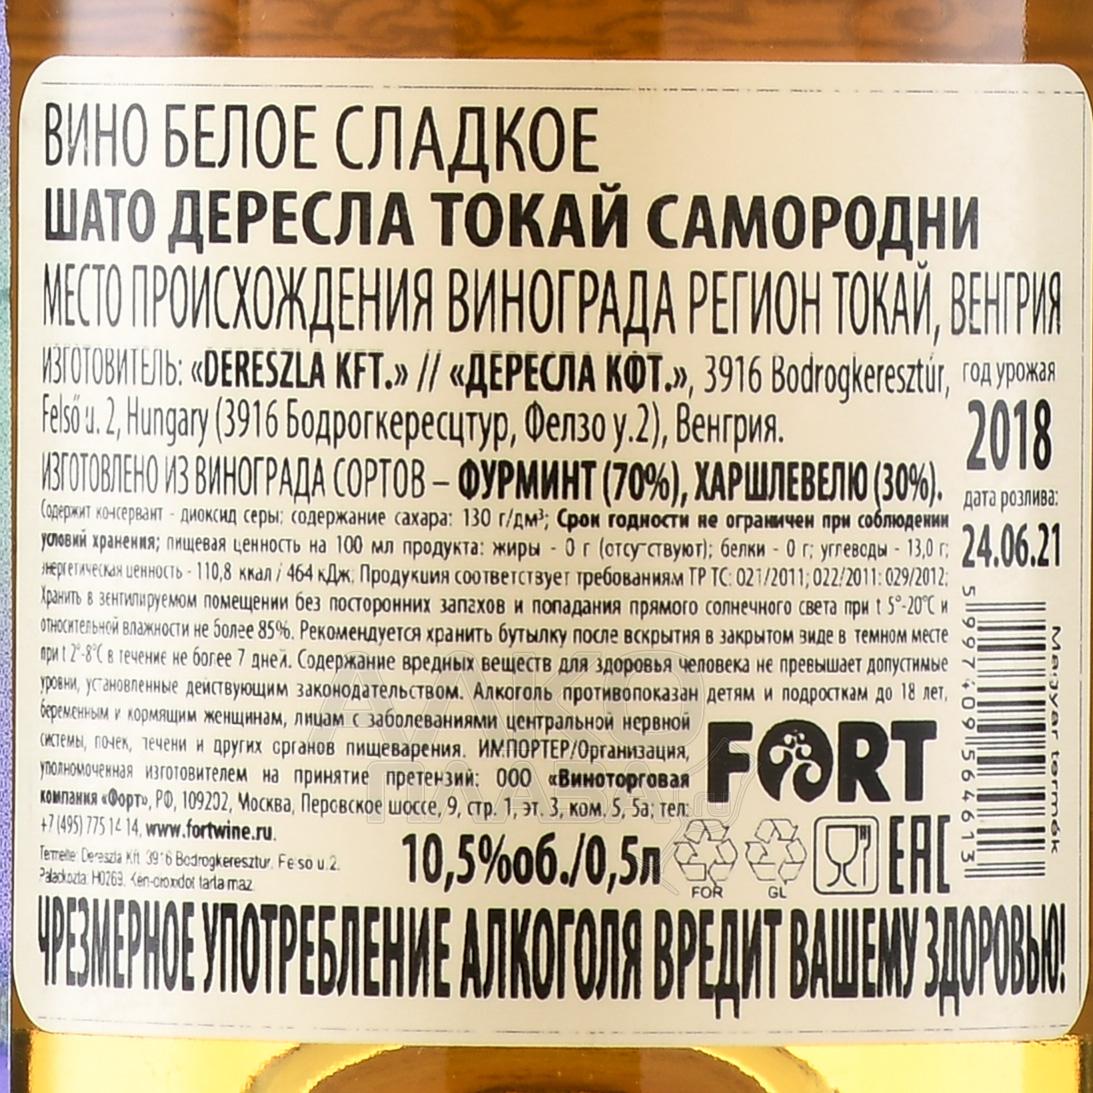 ВИНО БЕЛОЕ СЛАДКОЕ
ШАТО ДЕРЕСЛА ТОКАЙ САМОРОДНИ
МЕСТО ПРОИСХОЖДЕНИЯ ВИНОГРАДА РЕГИОН ТОКАЙ, ВЕНГРИЯ
ИЗГОТОВИТЕЛЬ: «DERESZLA KFT.» // «ДЕРЕСЛА КФТ.», 3916 Bodrogkeresztúr,
Felső u. 2, Hungary (3916 Бодрогкересцтур, Фелзо у.2), Венгрия.
ИЗГОТОВЛЕНО ИЗ ВИНОГРАДА СОРТОВ – ФУРМИНТ (70%), ХАРШЛЕВЕЛЮ (30%).
год урожая
2018
дата розлива:
24.06.21
Содержит консервант - диоксид серы; содержание сахара: 130 г/дм³; Срок годности не ограничен при соблюдении
условий хранения; пищевая ценность на 100 мл продукта: жиры - 0 г (отсутствуют); белки - 0 г; углеводы - 13,0 г;
энергетическая ценность - 110,8 ккал / 464 кДж. Продукция соответствует требованиям ТР ТС: 021/2011; 022/2011; 029/2012;
Хранить в вентилируемом помещении без посторонних запахов и попадания прямого солнечного света при t 5°-20°С и
относительной влажности не более 85%. Рекомендуется хранить бутылку после вскрытия в закрытом виде в темном месте
при t 2°-8°С в течение не более 7 дней. Содержание вредных веществ для здоровья человека не превышает допустимые
уровни, установленные действующим законодательством. Алкоголь противопоказан детям и подросткам до 18 лет,
беременным и кормящим женщинам, лицам с заболеваниями центральной нервной
системы, почек, печени и других органов пищеварения. ИМПОРТЕР/Организация,
уполномоченная изготовителем на принятие претензий: ООО «Виноторговая
компания «Форт», РФ, 109202, Москва, Перовское шоссе, 9, стр. 1, эт. 3, ком. 5, 5а; тел:
+7 (495) 775 14 14, www.fortwine.ru.
Termelte: Dereszla Kft. 3916 Bodrogkeresztur, Felső u.2.
Palackozta: H0269. Kén-dioxidot tartalmaz
FORT
10,5%об./0,5л
FOR
GL
EAC
5 997409 564613
Magyar termék
ЧРЕЗМЕРНОЕ УПОТРЕБЛЕНИЕ АЛКОГОЛЯ ВРЕДИТ ВАШЕМУ ЗДОРОВЬЮ!